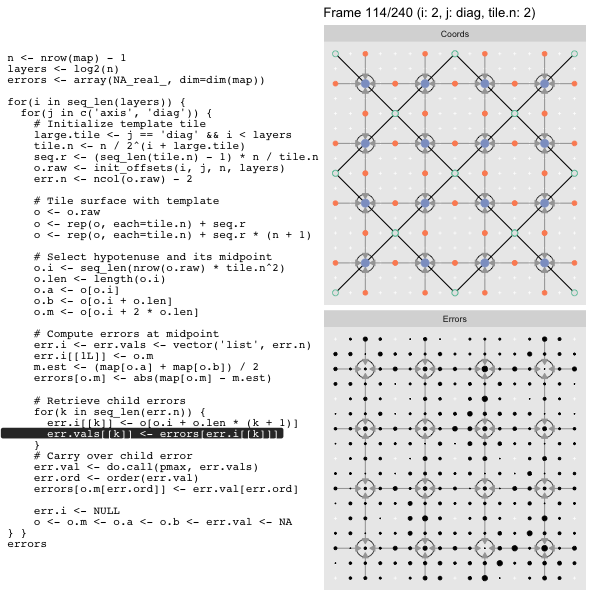 Frame 114/240 (i: 2, j: diag, tile.n: 2)
Coords
n <- nrow(map) - 1
layers <- log2(n)
errors <- array(NA_real_, dim=dim(map))
for(i in seq_len(layers)) {
for(j in c('axis', 'diag')) {
# Initialize template tile
large.tile <- j == 'diag' && i < layers
tile.n <- n / 2^(i + large.tile)
seq.r <- (seq_len(tile.n) - 1) * n / tile.n
o.raw <- init_offsets(i, j, n, layers)
err.n <- ncol(o.raw) - 2
# Tile surface with template
o <- o.raw
o <- rep(o, each=tile.n) + seq.r
o <- rep(o, each=tile.n) + seq.r * (n + 1)
# Select hypotenuse and its midpoint
o.i <- seq_len(nrow(o.raw) * tile.n^2)
o.len <- length(o.i)
o.a <- o[o.i]
o.b <- o[o.i + o.len]
o.m <- o[o.i + 2 * o.len]
# Compute errors at midpoint
err.i <- err.vals <- vector('list', err.n)
err.i[[1L]] <- o.m
m.est <- (map[o.a] + map[o.b]) / 2
errors[o.m] <- abs(map[o.m] - m.est)
# Retrieve child errors
for(k in seq_len(err.n)) {
err.i[[k]] <- o[o.i + o.len * (k + 1)]
err.vals[[k]] <- errors[err.i[[k]]]
}
# Carry over child error
err.val <- do.call(pmax, err.vals)
err.ord <- order(err.val)
errors[o.m[err.ord]] <- err.val[err.ord]
err.i <- NULL
o <- o.m <- o.a <- o.b <- err.val <- NA
} }
errors
Errors